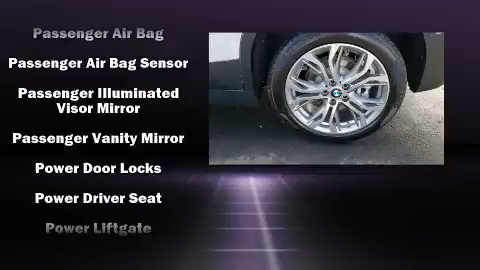 Passenger Air Bag
Passenger Air Bag Sensor
Passenger Illuminated
Visor Mirror
Passenger Vanity Mirror
Power Door Locks
Power Driver Seat
Power Liftgate